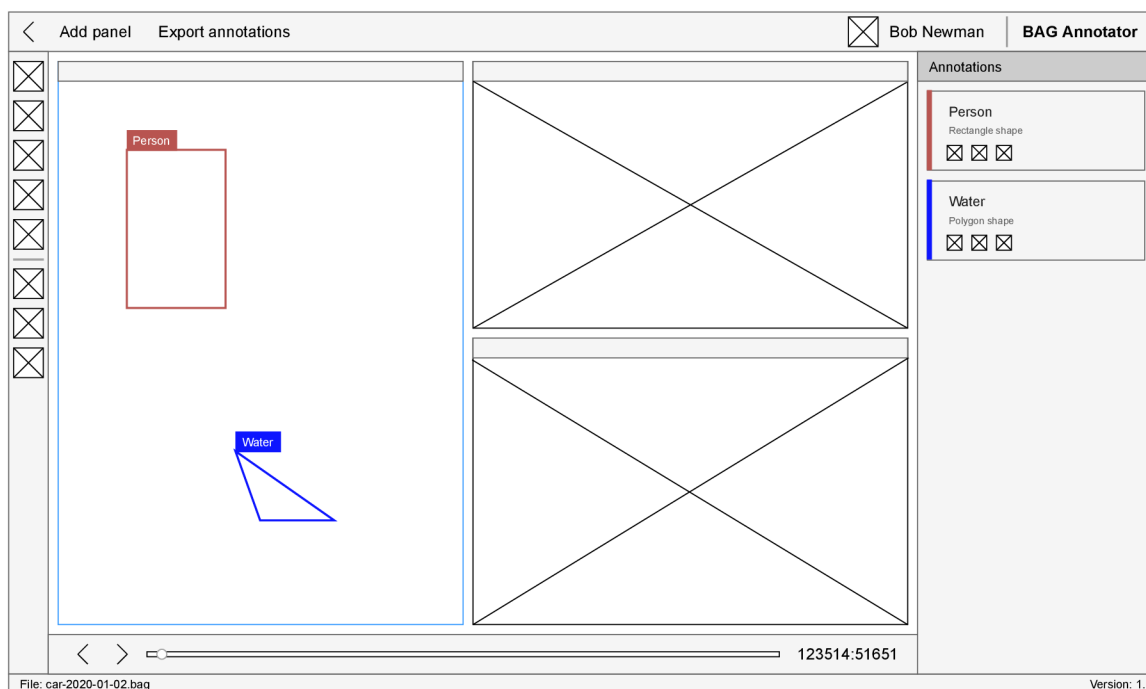 Add panel Export annotations Bob Newman BAG Annotator
Annotations
Person
Rectangle shape
Water
Polygon shape
Person
Water
123514:51651
File: car-2020-01-02.bag Version: 1.